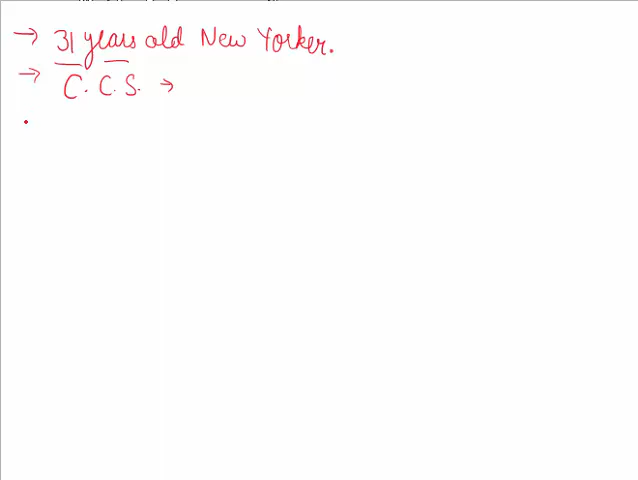 → 31 years old New Yorker.
→ C. C. S. →